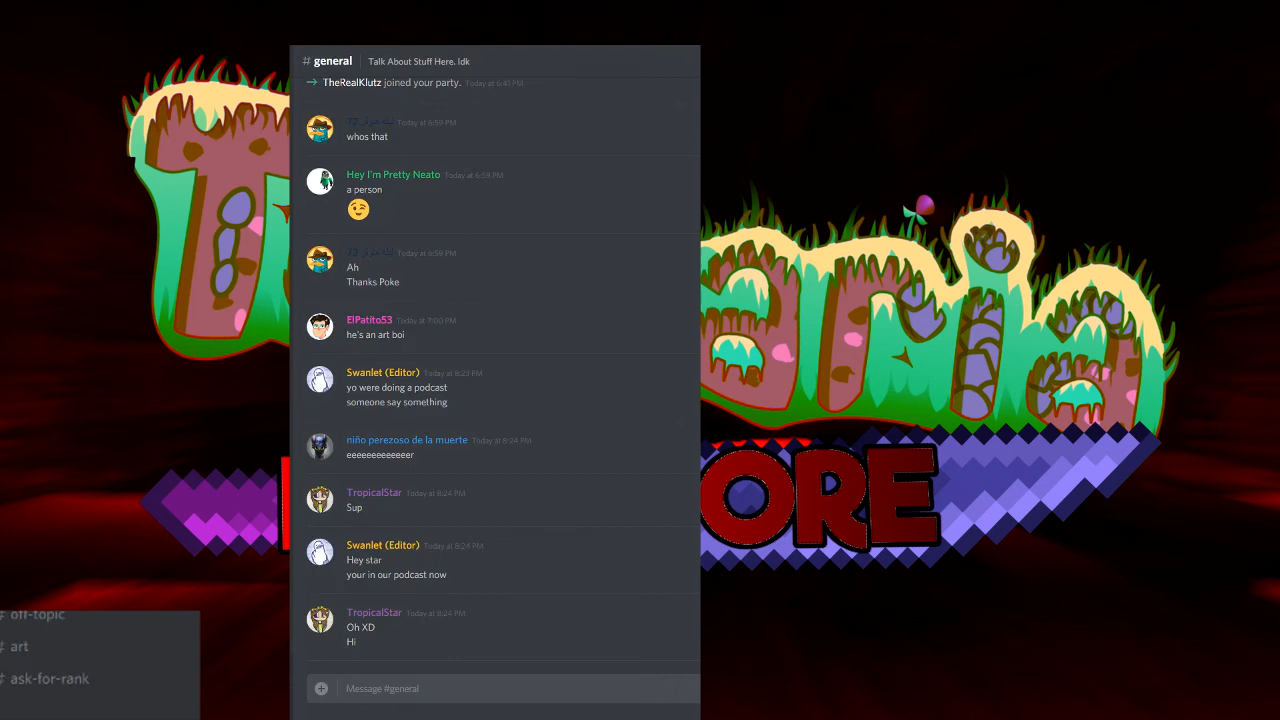 # general Talk About Stuff Here. Idk
→ TheRealKlutz joined your party. Today at 6:41 PM
72 Today at 6:59 PM
whos that
Hey I'm Pretty Neato Today at 6:59 PM
a person
72 Today at 6:59 PM
Ah
Thanks Poke
ElPatito53 Today at 7:00 PM
he's an art boi
Swanlet (Editor) Today at 8:23 PM
yo were doing a podcast
someone say something
niño perezoso de la muerte Today at 8:24 PM
eeeeeeeeeeeer
TropicalStar Today at 8:24 PM
Sup
Swanlet (Editor) Today at 8:24 PM
Hey star
your in our podcast now
TropicalStar Today at 8:24 PM
Oh XD
Hi
Message #general
# off-topic
# art
# ask-for-rank
T
aria
ORE